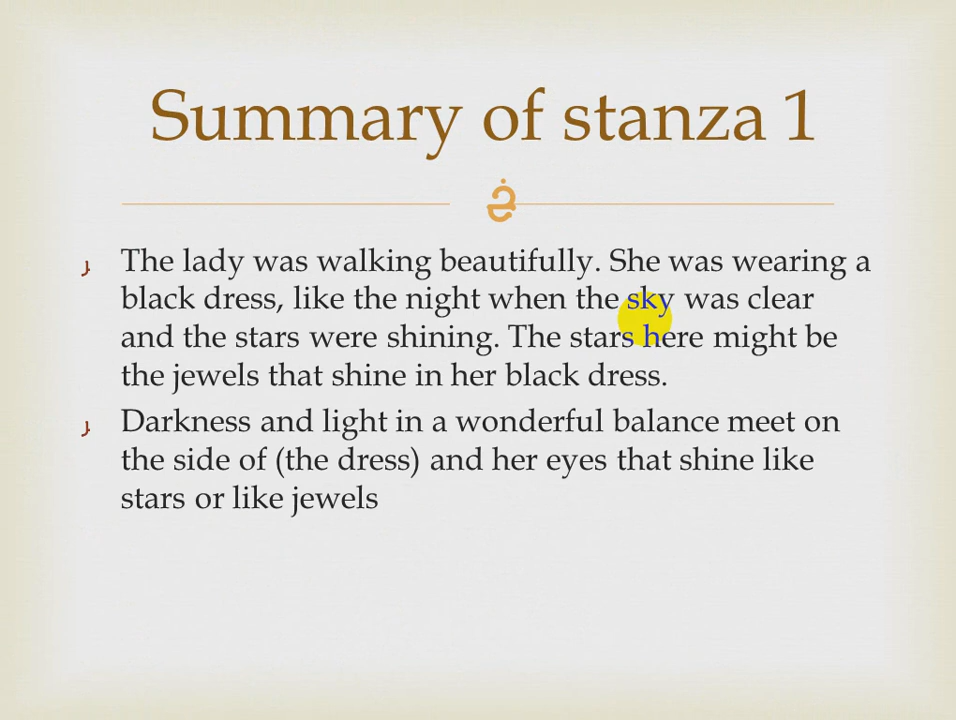 Summary of stanza 1
The lady was walking beautifully. She was wearing a
black dress, like the night when the sky was clear
and the stars were shining. The stars here might be
the jewels that shine in her black dress.
Darkness and light in a wonderful balance meet on
the side of (the dress) and her eyes that shine like
stars or like jewels